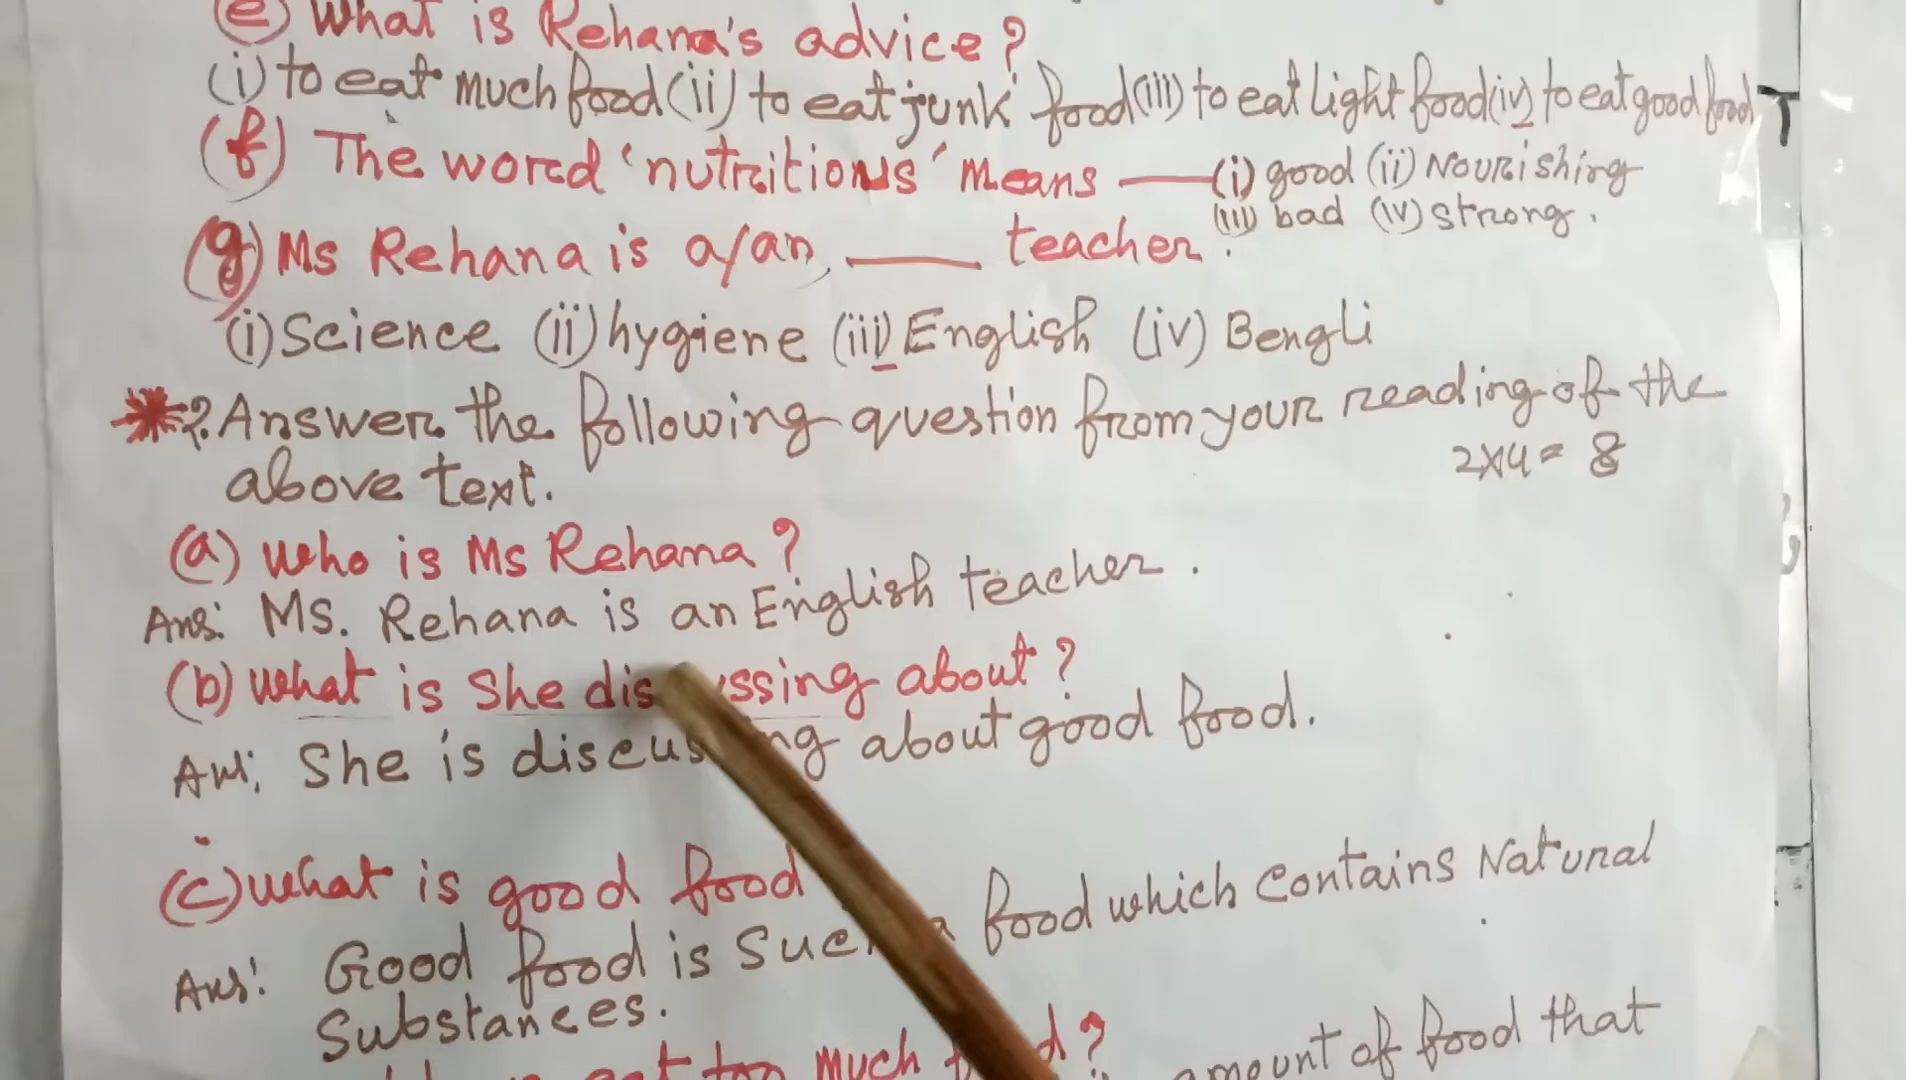 (e) What is Rehana's advice?
(i) to eat much food (ii) to eat junk food (iii) to eat light food (iv) to eat good food
(f) The word 'nutritious' means — (i) good (ii) Nourishing
(iii) bad (iv) strong.
(g) Ms Rehana is a/an, ____ teacher.
(i) Science (ii) hygiene (iii) English (iv) Bengli
2. Answer the following question from your reading of the
above text. 2x4= 8
(a) who is Ms Rehana?
Ans: MS. Rehana is an English teacher.
(b) what is she about?
Ans: She is about good food.
(c) what is good food
Ans: Good food is a food which contains Natural
Substances.
too much
amount of food that